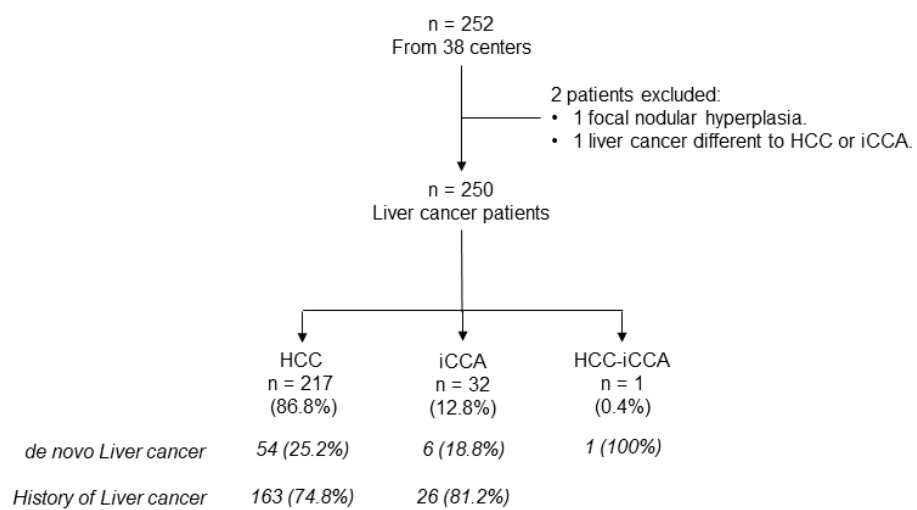 n = 252
From 38 centers
2 patients excluded:
• 1 focal nodular hyperplasia.
• 1 liver cancer different to HCC or iCCA.
n = 250
Liver cancer patients
HCC iCCA HCC-iCCA
n = 217 n = 32 n = 1
(86.8%) (12.8%) (0.4%)
de novo Liver cancer 54 (25.2%) 6 (18.8%) 1 (100%)
History of Liver cancer 163 (74.8%) 26 (81.2%)